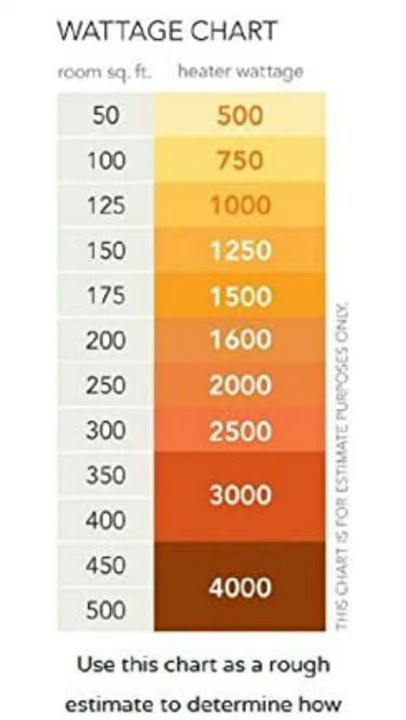 WATTAGE CHART
room sq. ft. heater wattage
50 500
100 750
125 1000
150 1250
175 1500
200 1600
250 2000
300 2500
350
3000
400
450
4000
500
THIS CHART IS FOR ESTIMATE PURPOSES ONLY.
Use this chart as a rough
estimate to determine how